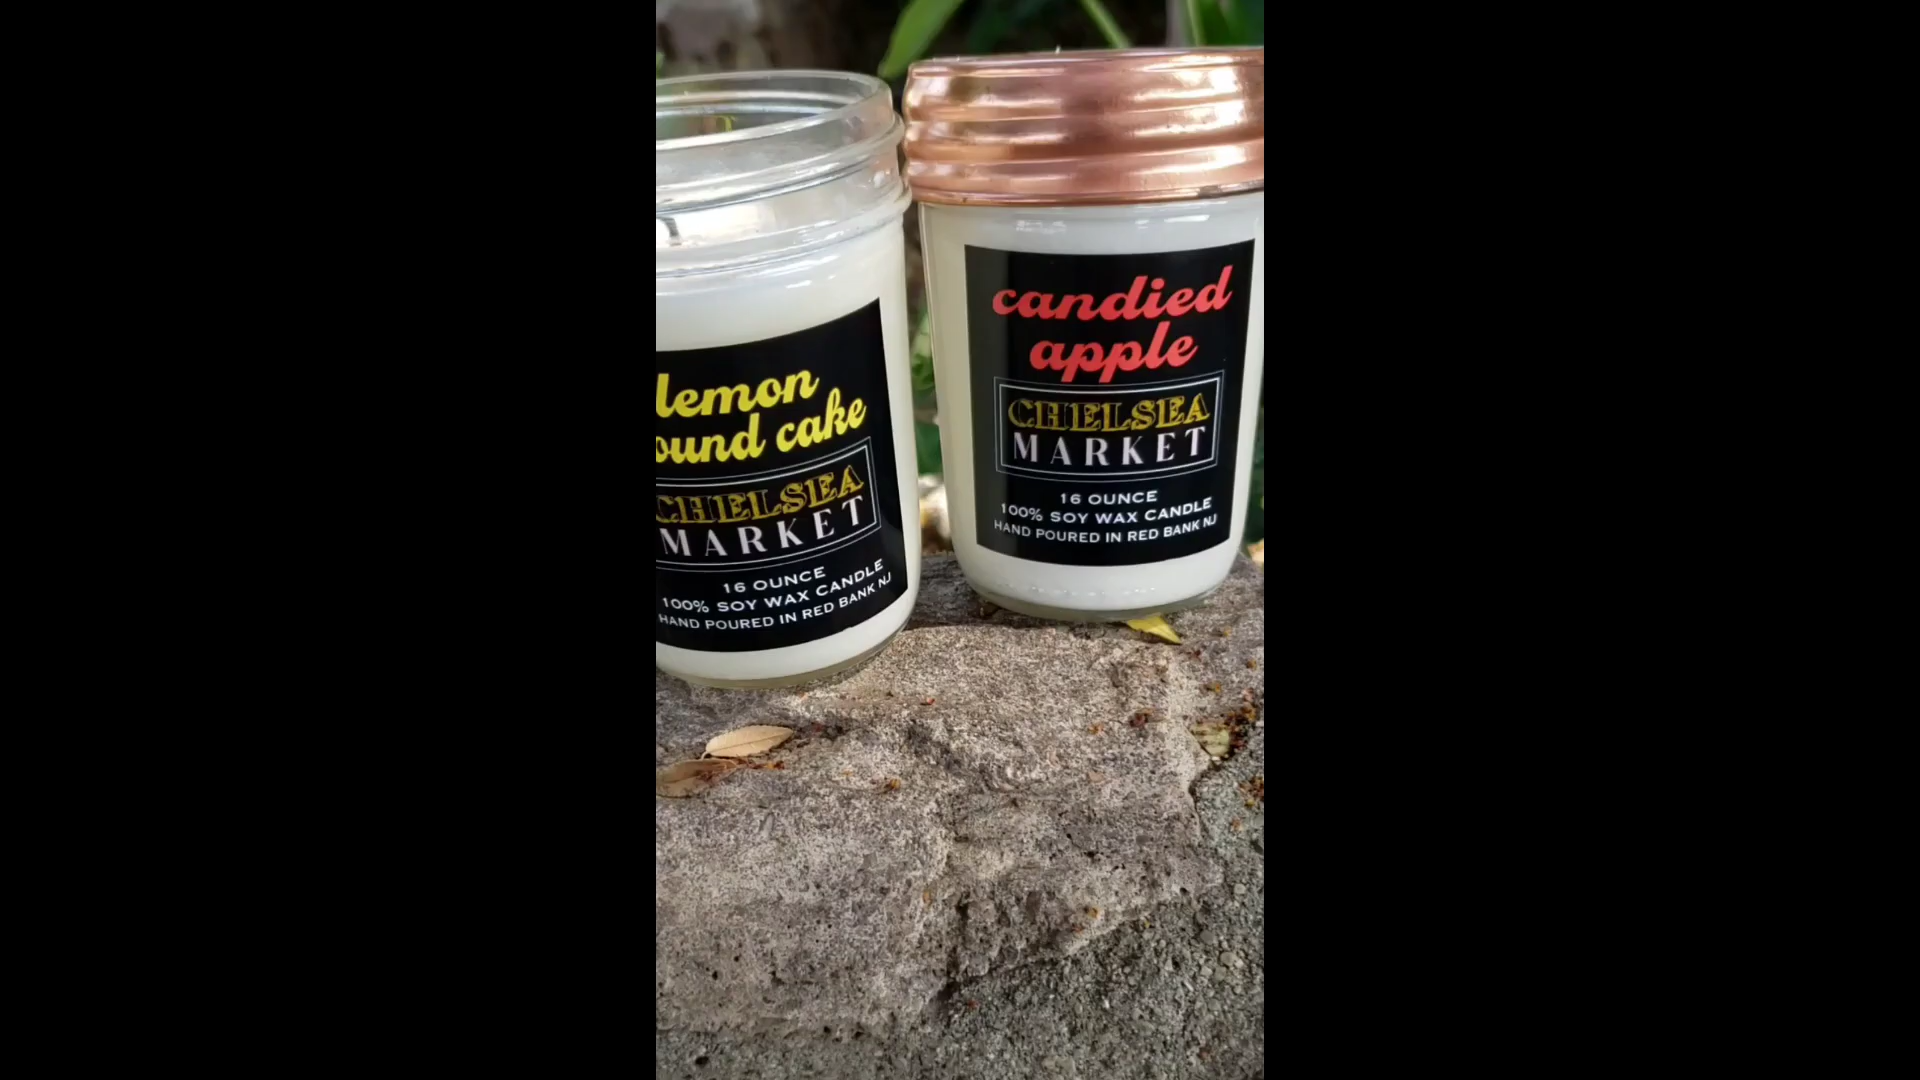 lemon
ound cake
CHELSEA
MARKET
16 OUNCE
100% SOY WAX CANDLE
HAND POURED IN RED BANK NJ
candied
apple
CHELSEA
MARKET
16 OUNCE
100% SOY WAX CANDLE
HAND POURED IN RED BANK NJ